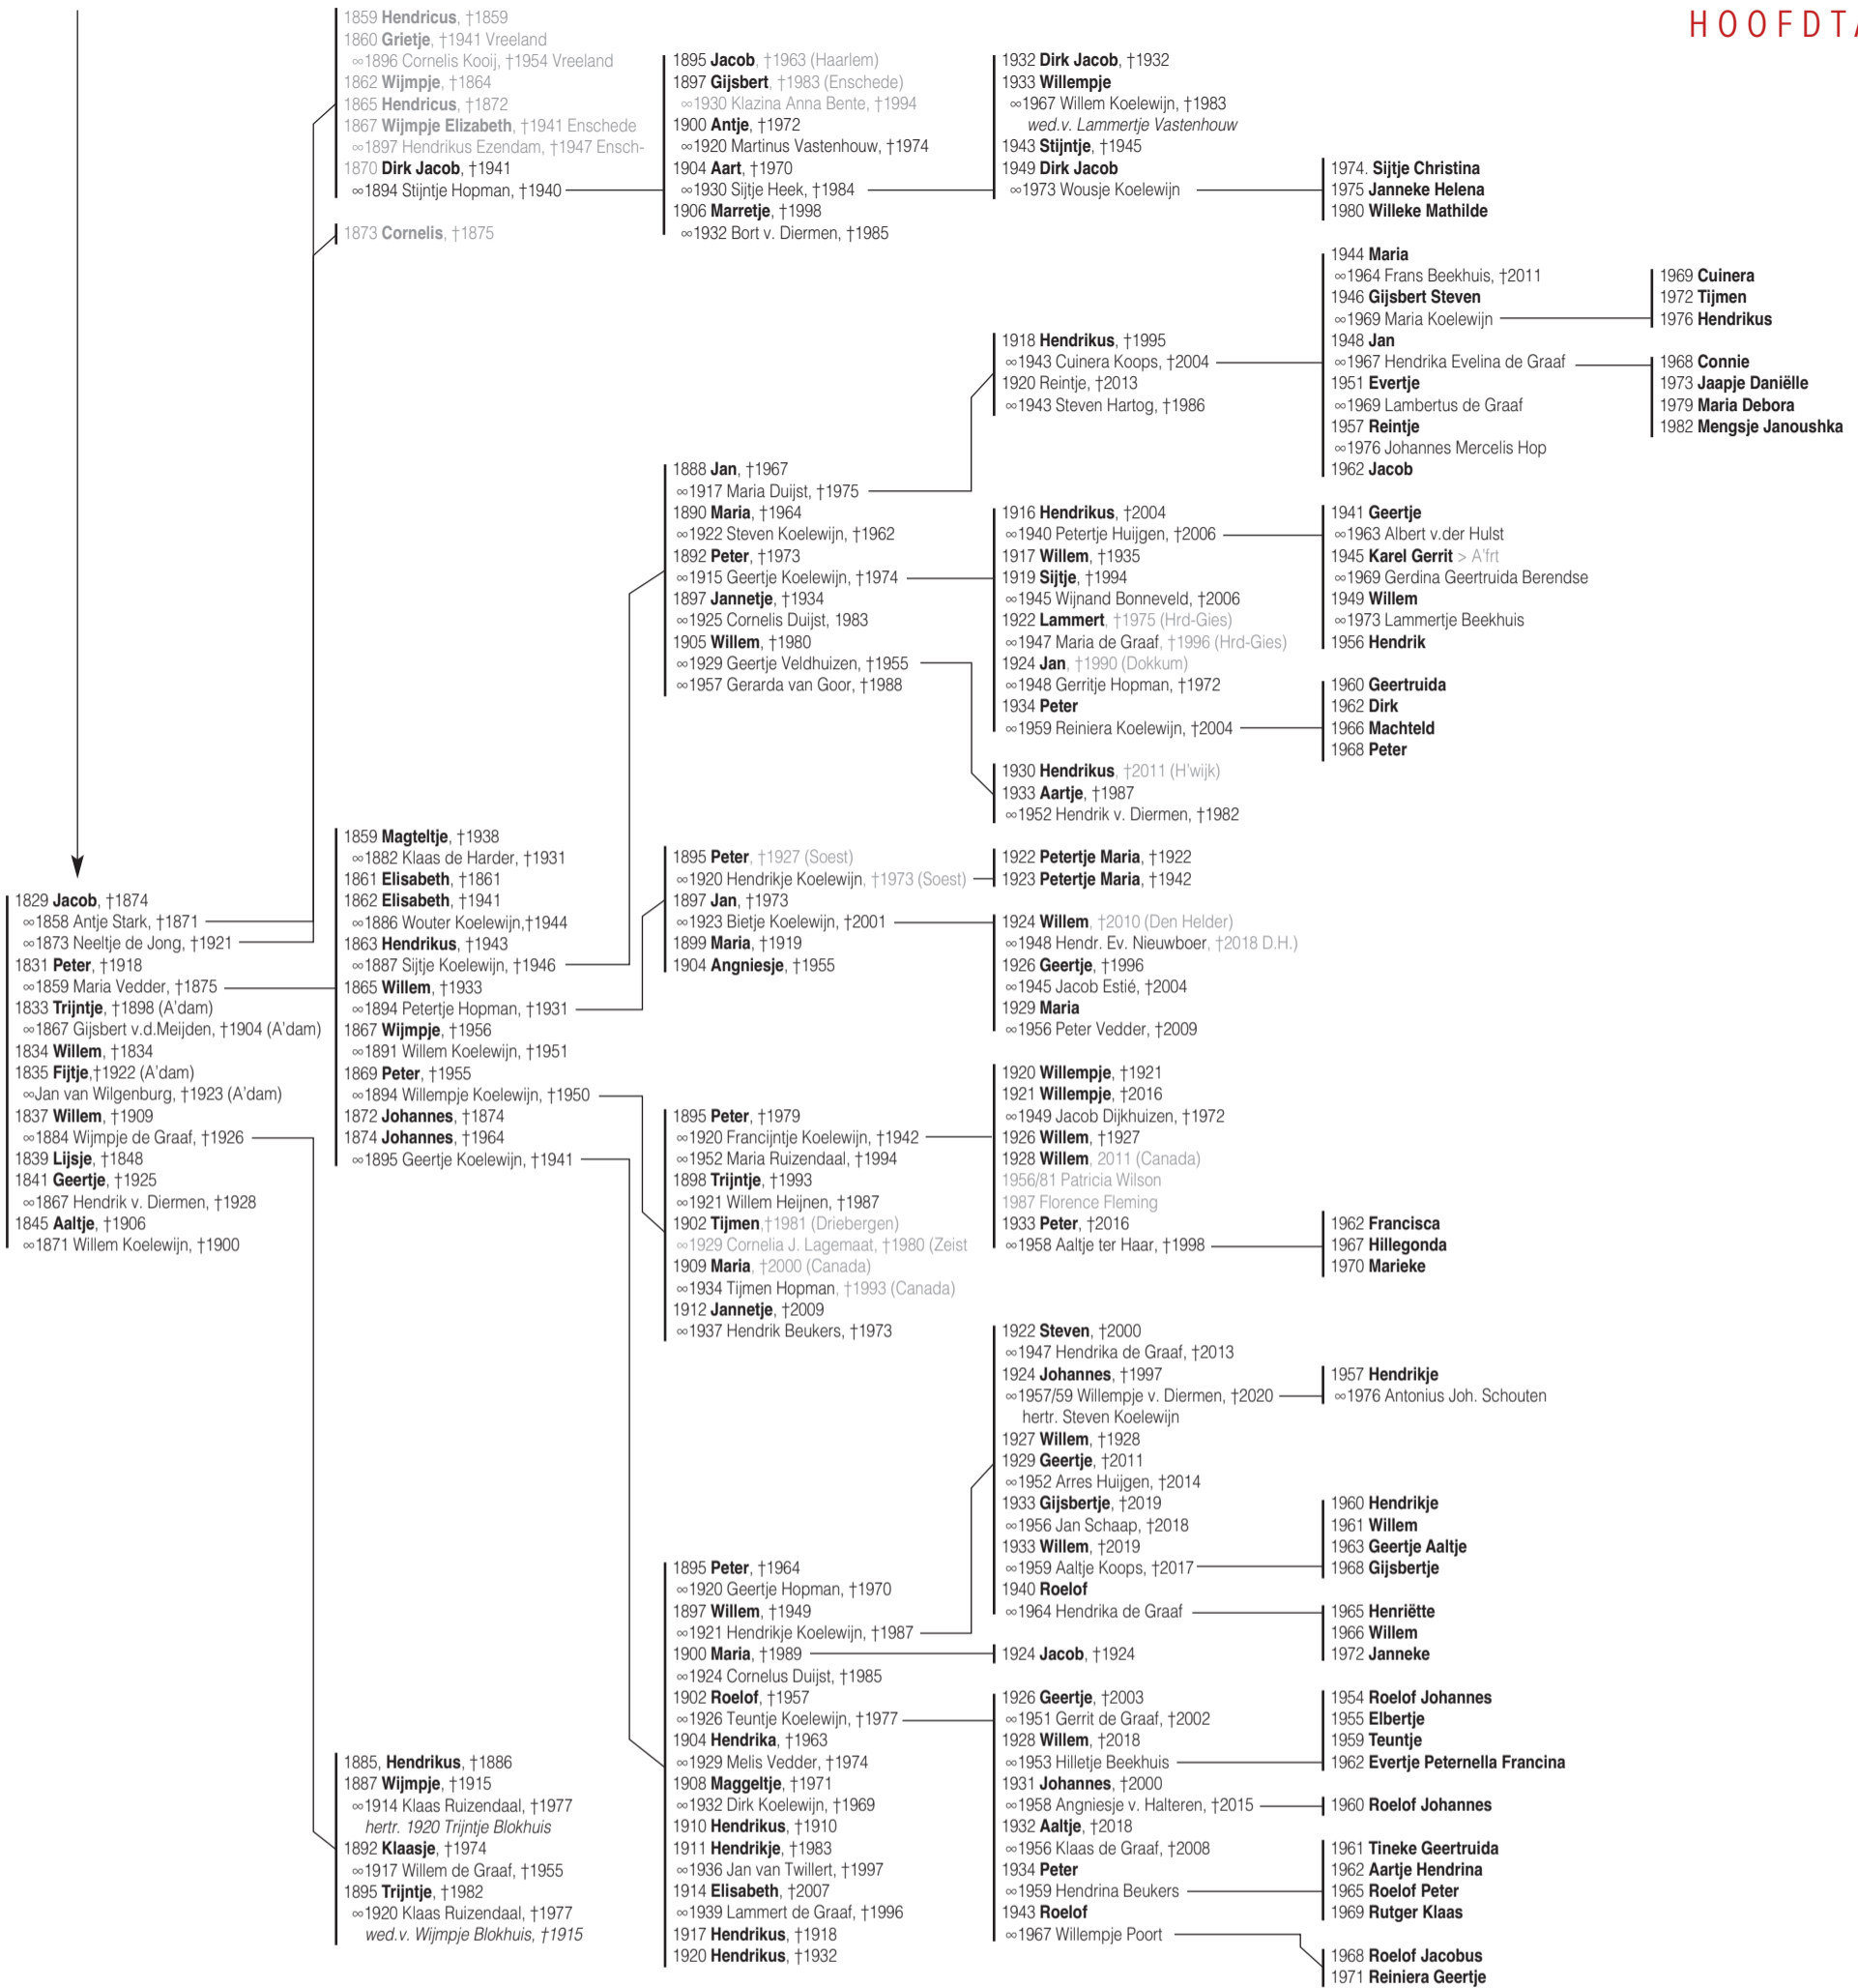 HOOFDTA
1829 Jacob, †1874
∞1858 Antje Stark, †1871
∞1873 Neeltje de Jong, †1921
1831 Peter, †1918
∞1859 Maria Vedder, †1875
1833 Trijntje, †1898 (A'dam)
∞1867 Gijsbert v.d.Meijden, †1904 (A'dam)
1834 Willem, †1834
1835 Fijtje,†1922 (A'dam)
∞Jan van Wilgenburg, †1923 (A'dam)
1837 Willem, †1909
∞1884 Wijmpje de Graaf, †1926
1839 Lijsje, †1848
1841 Geertje, †1925
∞1867 Hendrik v. Diermen, †1928
1845 Aaltje, †1906
∞1871 Willem Koelewijn, †1900
1859 Hendricus, †1859
1860 Grietje, †1941 Vreeland
∞1896 Cornelis Kooij, †1954 Vreeland
1862 Wijmpje, †1864
1865 Hendricus, †1872
1867 Wijmpje Elizabeth, †1941 Enschede
∞1897 Hendrikus Ezendam, †1947 Ensch-
1870 Dirk Jacob, †1941
∞1894 Stijntje Hopman, †1940
1873 Cornelis, †1875
1859 Magteltje, †1938
∞1882 Klaas de Harder, †1931
1861 Elisabeth, †1861
1862 Elisabeth, †1941
∞1886 Wouter Koelewijn,†1944
1863 Hendrikus, †1943
∞1887 Sijtje Koelewijn, †1946
1865 Willem, †1933
∞1894 Petertje Hopman, †1931
1867 Wijmpje, †1956
∞1891 Willem Koelewijn, †1951
1869 Peter, †1955
∞1894 Willempje Koelewijn, †1950
1872 Johannes, †1874
1874 Johannes, †1964
∞1895 Geertje Koelewijn, †1941
1885, Hendrikus, †1886
1887 Wijmpje, †1915
∞1914 Klaas Ruizendaal, †1977
hertr. 1920 Trijntje Blokhuis
1892 Klaasje, †1974
∞1917 Willem de Graaf, †1955
1895 Trijntje, †1982
∞1920 Klaas Ruizendaal, †1977
wed.v. Wijmpje Blokhuis, †1915
1895 Jacob, †1963 (Haarlem)
1897 Gijsbert, †1983 (Enschede)
∞1930 Klazina Anna Bente, †1994
1900 Antje, †1972
∞1920 Martinus Vastenhouw, †1974
1904 Aart, †1970
∞1930 Sijtje Heek, †1984
1906 Marretje, †1998
∞1932 Bort v. Diermen, †1985
1888 Jan, †1967
∞1917 Maria Duijst, †1975
1890 Maria, †1964
∞1922 Steven Koelewijn, †1962
1892 Peter, †1973
∞1915 Geertje Koelewijn, †1974
1897 Jannetje, †1934
∞1925 Cornelis Duijst, 1983
1905 Willem, †1980
∞1929 Geertje Veldhuizen, †1955
∞1957 Gerarda van Goor, †1988
1895 Peter, †1927 (Soest)
∞1920 Hendrikje Koelewijn, †1973 (Soest)
1897 Jan, †1973
∞1923 Bietje Koelewijn, †2001
1899 Maria, †1919
1904 Angniesje, †1955
1895 Peter, †1979
∞1920 Francijntje Koelewijn, †1942
∞1952 Maria Ruizendaal, †1994
1898 Trijntje, †1993
∞1921 Willem Heijnen, †1987
1902 Tijmen,†1981 (Driebergen)
∞1929 Cornelia J. Lagemaat, †1980 (Zeist
1909 Maria, †2000 (Canada)
∞1934 Tijmen Hopman, †1993 (Canada)
1912 Jannetje, †2009
∞1937 Hendrik Beukers, †1973
1895 Peter, †1964
∞1920 Geertje Hopman, †1970
1897 Willem, †1949
∞1921 Hendrikje Koelewijn, †1987
1900 Maria, †1989
∞1924 Cornelus Duijst, †1985
1902 Roelof, †1957
∞1926 Teuntje Koelewijn, †1977
1904 Hendrika, †1963
∞1929 Melis Vedder, †1974
1908 Maggeltje, †1971
∞1932 Dirk Koelewijn, †1969
1910 Hendrikus, †1910
1911 Hendrikje, †1983
∞1936 Jan van Twillert, †1997
1914 Elisabeth, †2007
∞1939 Lammert de Graaf, †1996
1917 Hendrikus, †1918
1920 Hendrikus, †1932
1932 Dirk Jacob, †1932
1933 Willempje
∞1967 Willem Koelewijn, †1983
wed.v. Lammertje Vastenhouw
1943 Stijntje, †1945
1949 Dirk Jacob
∞1973 Wousje Koelewijn
1918 Hendrikus, †1995
∞1943 Cuinera Koops, †2004
1920 Reintje, †2013
∞1943 Steven Hartog, †1986
1916 Hendrikus, †2004
∞1940 Petertje Huijgen, †2006
1917 Willem, †1935
1919 Sijtje, †1994
∞1945 Wijnand Bonneveld, †2006
1922 Lammert, †1975 (Hrd-Gies)
∞1947 Maria de Graaf, †1996 (Hrd-Gies)
1924 Jan, †1990 (Dokkum)
∞1948 Gerritje Hopman, †1972
1934 Peter
∞1959 Reiniera Koelewijn, †2004
1930 Hendrikus, †2011 (H'wijk)
1933 Aartje, †1987
∞1952 Hendrik v. Diermen, †1982
1922 Petertje Maria, †1922
1923 Petertje Maria, †1942
1924 Willem, †2010 (Den Helder)
∞1948 Hendr. Ev. Nieuwboer, †2018 D.H.)
1926 Geertje, †1996
∞1945 Jacob Estié, †2004
1929 Maria
∞1956 Peter Vedder, †2009
1920 Willempje, †1921
1921 Willempje, †2016
∞1949 Jacob Dijkhuizen, †1972
1926 Willem, †1927
1928 Willem, 2011 (Canada)
1956/81 Patricia Wilson
1987 Florence Fleming
1933 Peter, †2016
∞1958 Aaltje ter Haar, †1998
1922 Steven, †2000
∞1947 Hendrika de Graaf, †2013
1924 Johannes, †1997
∞1957/59 Willempje v. Diermen, †2020
hertr. Steven Koelewijn
1927 Willem, †1928
1929 Geertje, †2011
∞1952 Arres Huijgen, †2014
1933 Gijsbertje, †2019
∞1956 Jan Schaap, †2018
1933 Willem, †2019
∞1959 Aaltje Koops, †2017
1940 Roelof
∞1964 Hendrika de Graaf
1924 Jacob, †1924
1926 Geertje, †2003
∞1951 Gerrit de Graaf, †2002
1928 Willem, †2018
∞1953 Hilletje Beekhuis
1931 Johannes, †2000
∞1958 Angniesje v. Halteren, †2015
1932 Aaltje, †2018
∞1956 Klaas de Graaf, †2008
1934 Peter
∞1959 Hendrina Beukers
1943 Roelof
∞1967 Willempje Poort
1974. Sijtje Christina
1975 Janneke Helena
1980 Willeke Mathilde
1944 Maria
∞1964 Frans Beekhuis, †2011
1946 Gijsbert Steven
∞1969 Maria Koelewijn
1948 Jan
∞1967 Hendrika Evelina de Graaf
1951 Evertje
∞1969 Lambertus de Graaf
1957 Reintje
∞1976 Johannes Mercelis Hop
1962 Jacob
1941 Geertje
∞1963 Albert v.der Hulst
1945 Karel Gerrit > A'frt
∞1969 Gerdina Geertruida Berendse
1949 Willem
∞1973 Lammertje Beekhuis
1956 Hendrik
1960 Geertruida
1962 Dirk
1966 Machteld
1968 Peter
1962 Francisca
1967 Hillegonda
1970 Marieke
1957 Hendrikje
∞1976 Antonius Joh. Schouten
1960 Hendrikje
1961 Willem
1963 Geertje Aaltje
1968 Gijsbertje
1965 Henriëtte
1966 Willem
1972 Janneke
1954 Roelof Johannes
1955 Elbertje
1959 Teuntje
1962 Evertje Peternella Francina
1960 Roelof Johannes
1961 Tineke Geertruida
1962 Aartje Hendrina
1965 Roelof Peter
1969 Rutger Klaas
1968 Roelof Jacobus
1971 Reiniera Geertje
1969 Cuinera
1972 Tijmen
1976 Hendrikus
1968 Connie
1973 Jaapje Daniëlle
1979 Maria Debora
1982 Mengsje Janoushka